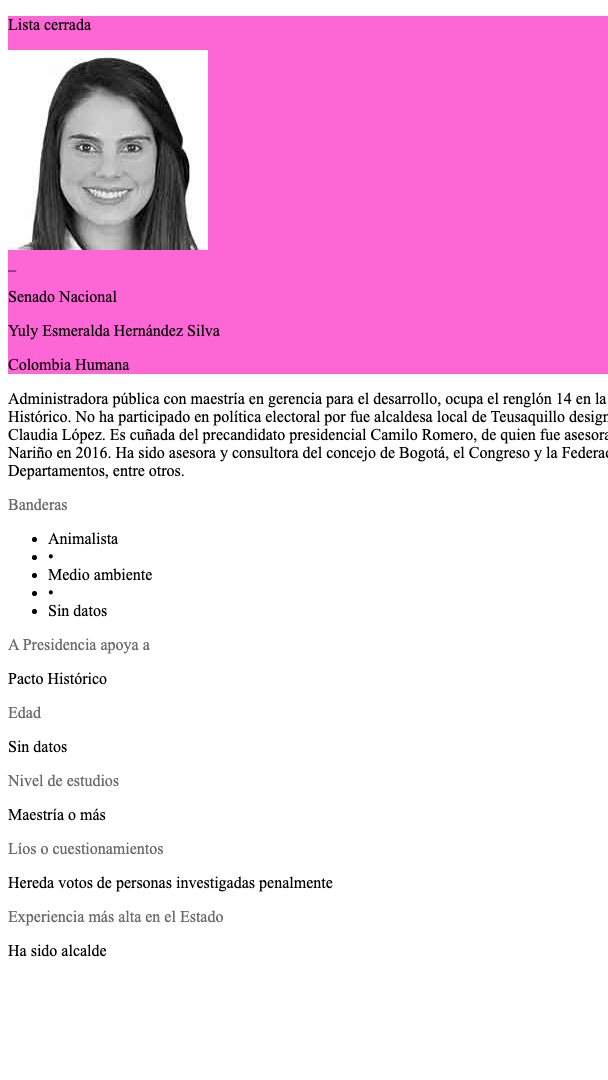 Lista cerrada
_
Senado Nacional
Yuly Esmeralda Hernández Silva
Colombia Humana
Administradora pública con maestría en gerencia para el desarrollo, ocupa el renglón 14 en la
Histórico. No ha participado en política electoral por fue alcaldesa local de Teusaquillo design
Claudia López. Es cuñada del precandidato presidencial Camilo Romero, de quien fue asesora
Nariño en 2016. Ha sido asesora y consultora del concejo de Bogotá, el Congreso y la Federac
Departamentos, entre otros.
Banderas
• Animalista
• •
• Medio ambiente
• •
• Sin datos
A Presidencia apoya a
Pacto Histórico
Edad
Sin datos
Nivel de estudios
Maestría o más
Líos o cuestionamientos
Hereda votos de personas investigadas penalmente
Experiencia más alta en el Estado
Ha sido alcalde